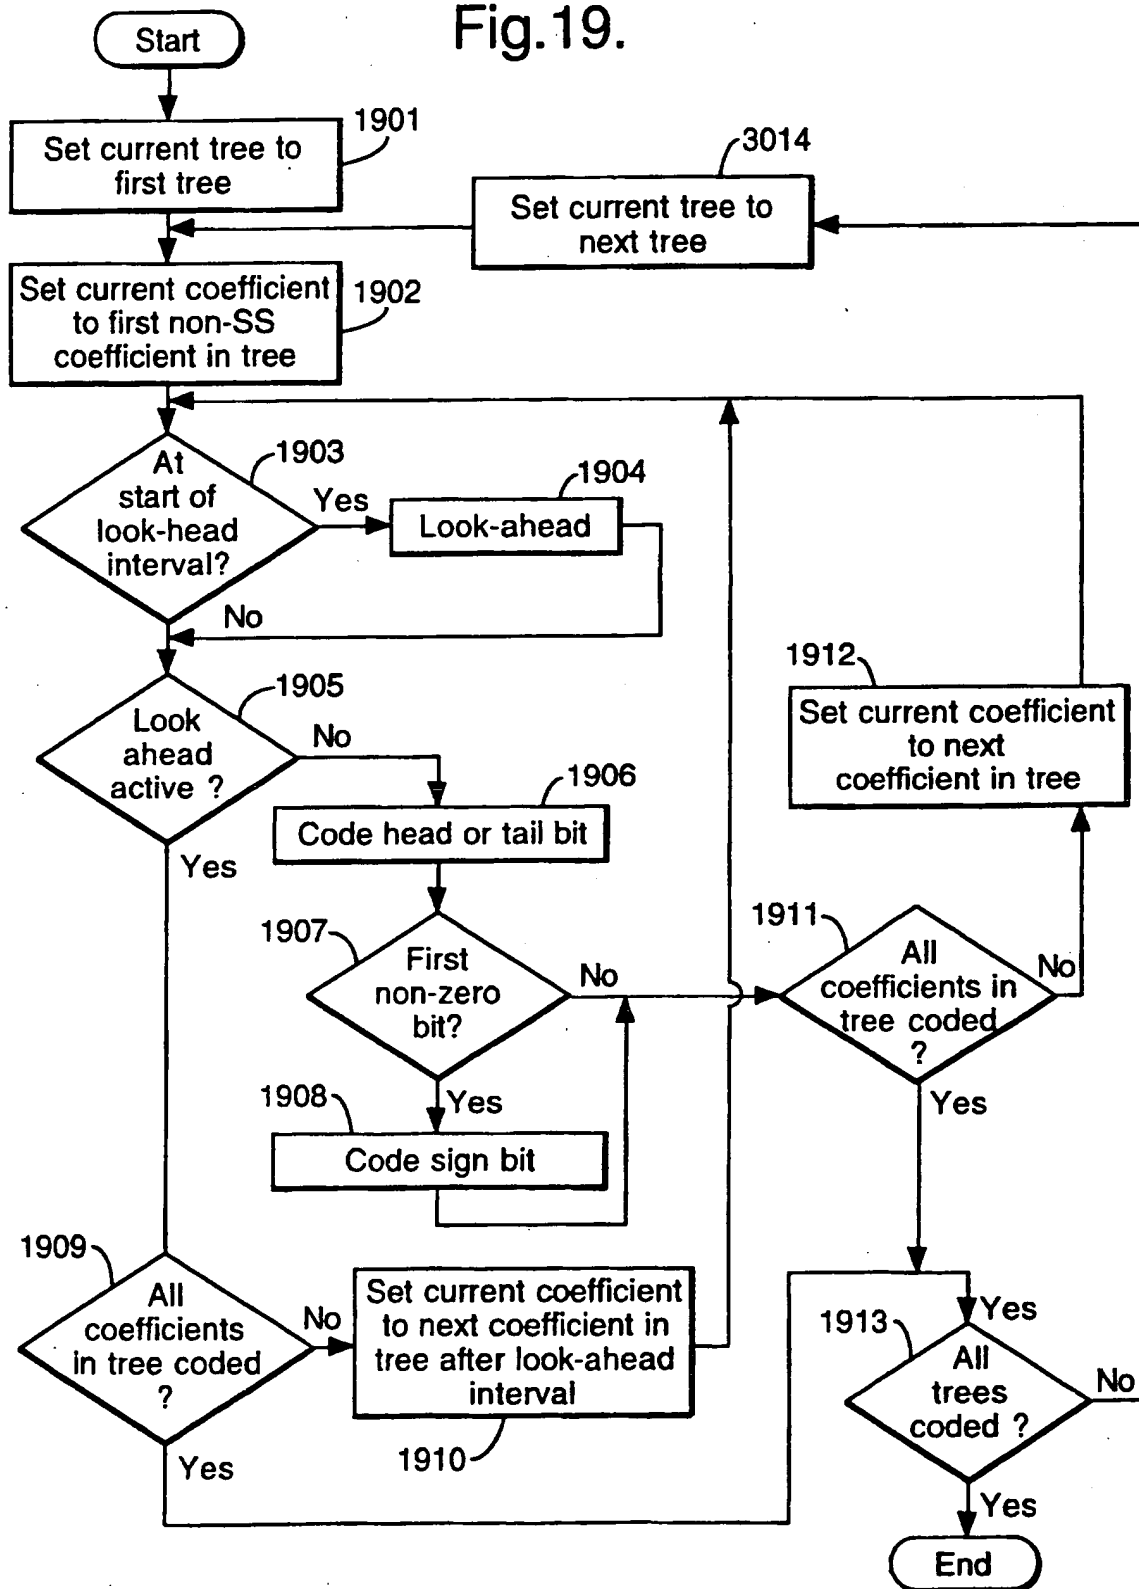 Fig.19.
Start
1901
Set current tree to
first tree
3014
Set current tree to
next tree
1902
Set current coefficient
to first non-SS
coefficient in tree
1903
At
start of
look-head
interval?
Yes
1904
Look-ahead
No
1905
Look
ahead
active ?
No
Yes
1906
Code head or tail bit
1907
First
non-zero
bit?
No
Yes
1908
Code sign bit
1912
Set current coefficient
to next
coefficient in tree
1911
All
coefficients in
tree coded
?
No
Yes
1909
All
coefficients
in tree coded
?
No
Yes
Set current coefficient
to next coefficient in
tree after look-ahead
interval
1910
Yes
1913
All
trees
coded ?
No
Yes
End